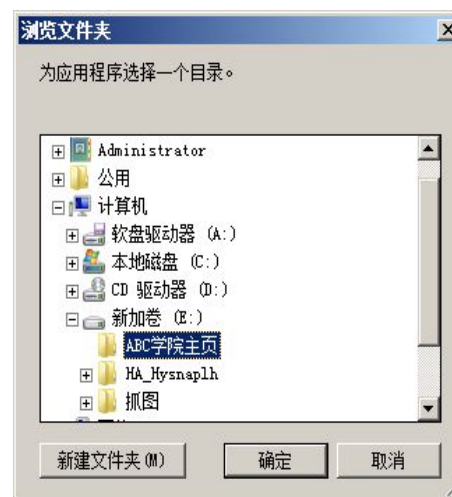 浏览文件夹
为应用程序选择一个目录。
Administrator
公用
计算机
软盘驱动器 (A:)
本地磁盘 (C:)
CD 驱动器 (D:)
新加卷 (E:)
ABC学院主页
HA_Hysnaplh
抓图
新建文件夹(M)
确定
取消